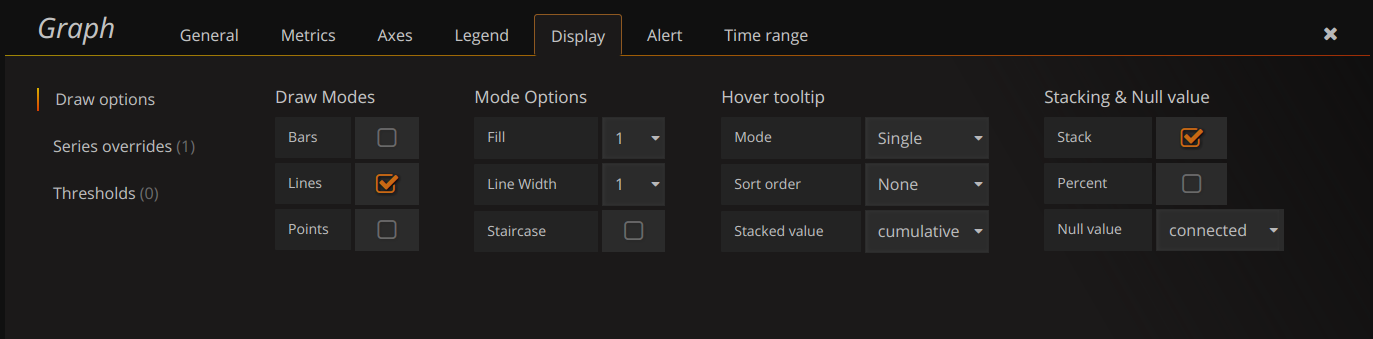 Graph General Metrics Axes Legend Display Alert Time range
Draw options
Series overrides (1)
Thresholds (0)
Draw Modes
Bars
Lines
Points
Mode Options
Fill 1
Line Width 1
Staircase
Hover tooltip
Mode Single
Sort order None
Stacked value cumulative
Stacking & Null value
Stack
Percent
Null value connected